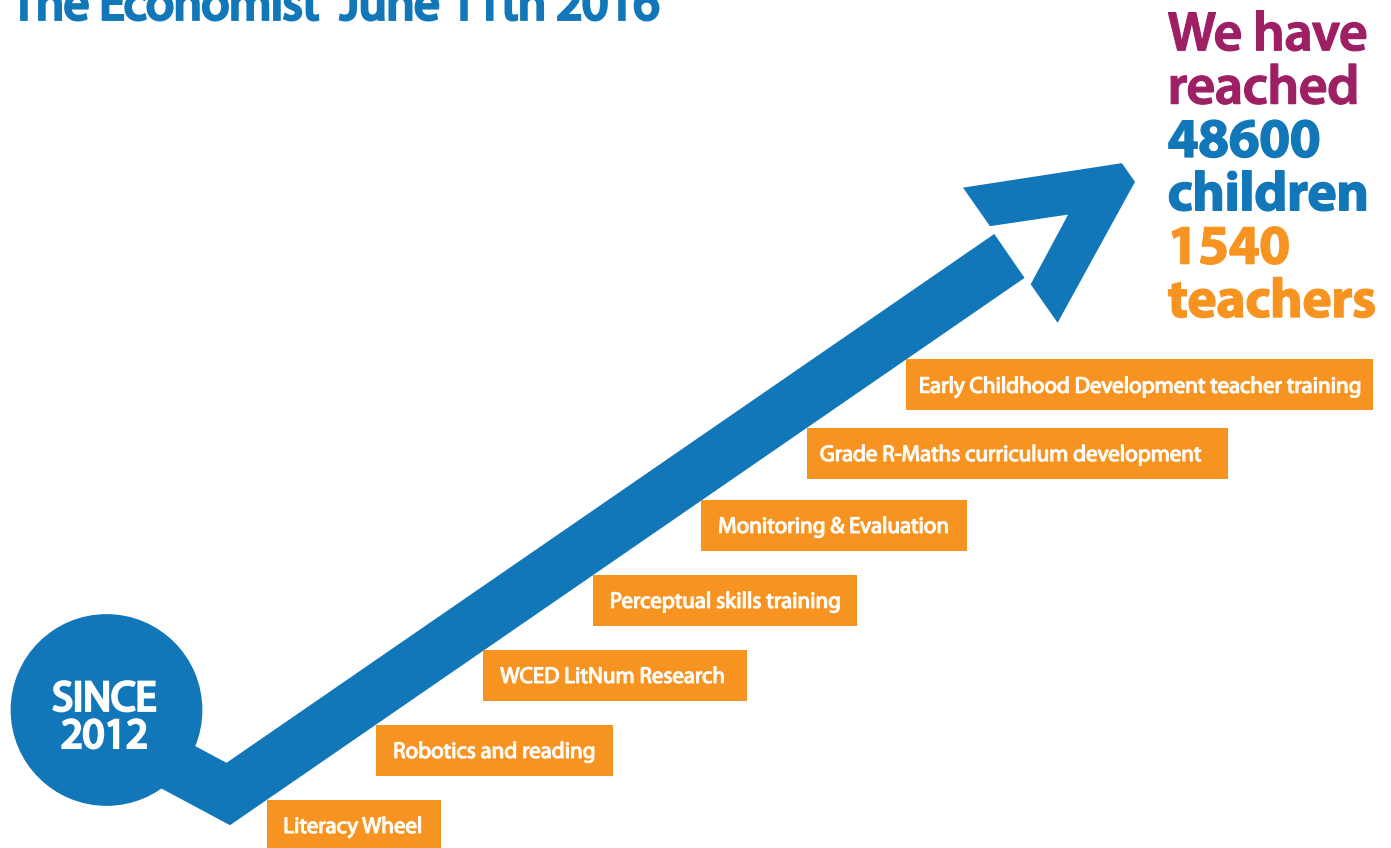 The Economist June 11th 2016
We have
reached
48600
children
1540
teachers
Early Childhood Development teacher training
Grade R-Maths curriculum development
Monitoring & Evaluation
Perceptual skills training
WCED LitNum Research
Robotics and reading
Literacy Wheel
SINCE
2012